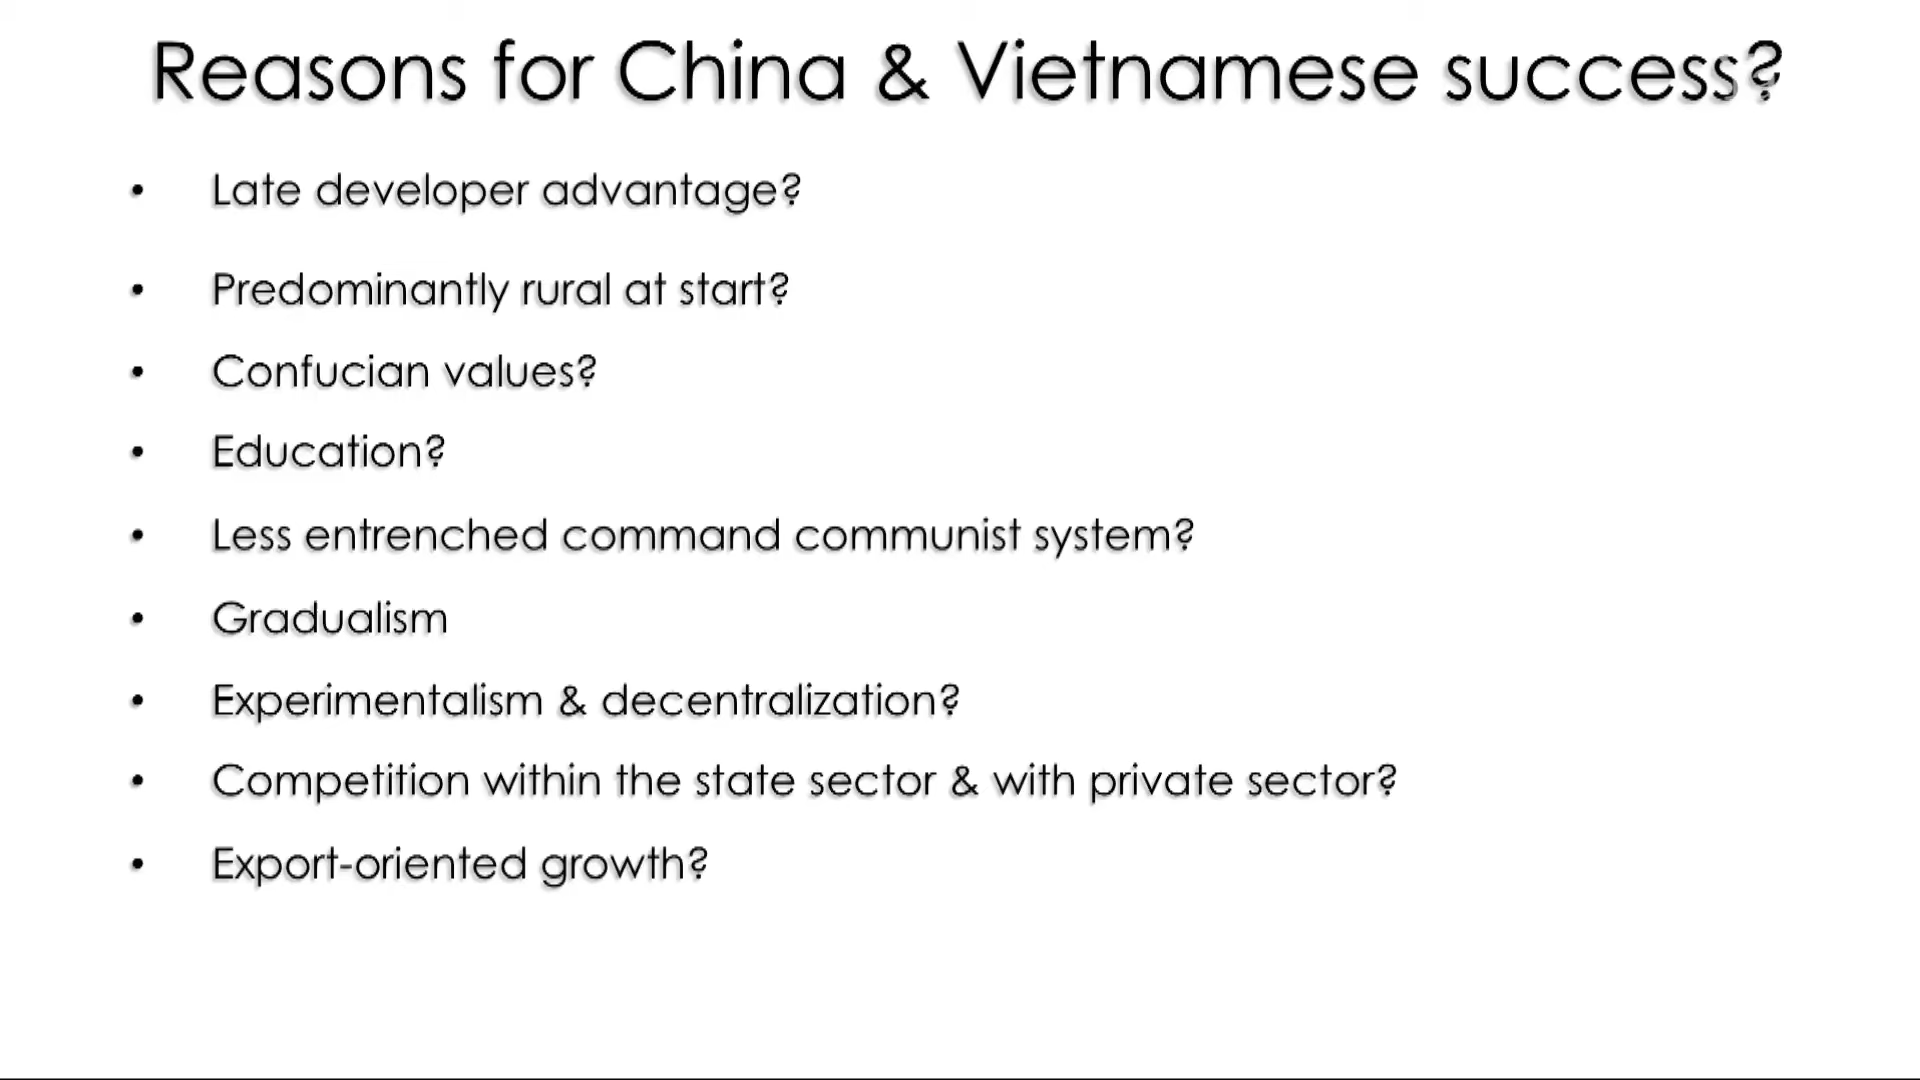 Reasons for China & Vietnamese success?
• Late developer advantage?
• Predominantly rural at start?
• Confucian values?
• Education?
• Less entrenched command communist system?
• Gradualism
• Experimentalism & decentralization?
• Competition within the state sector & with private sector?
• Export-oriented growth?